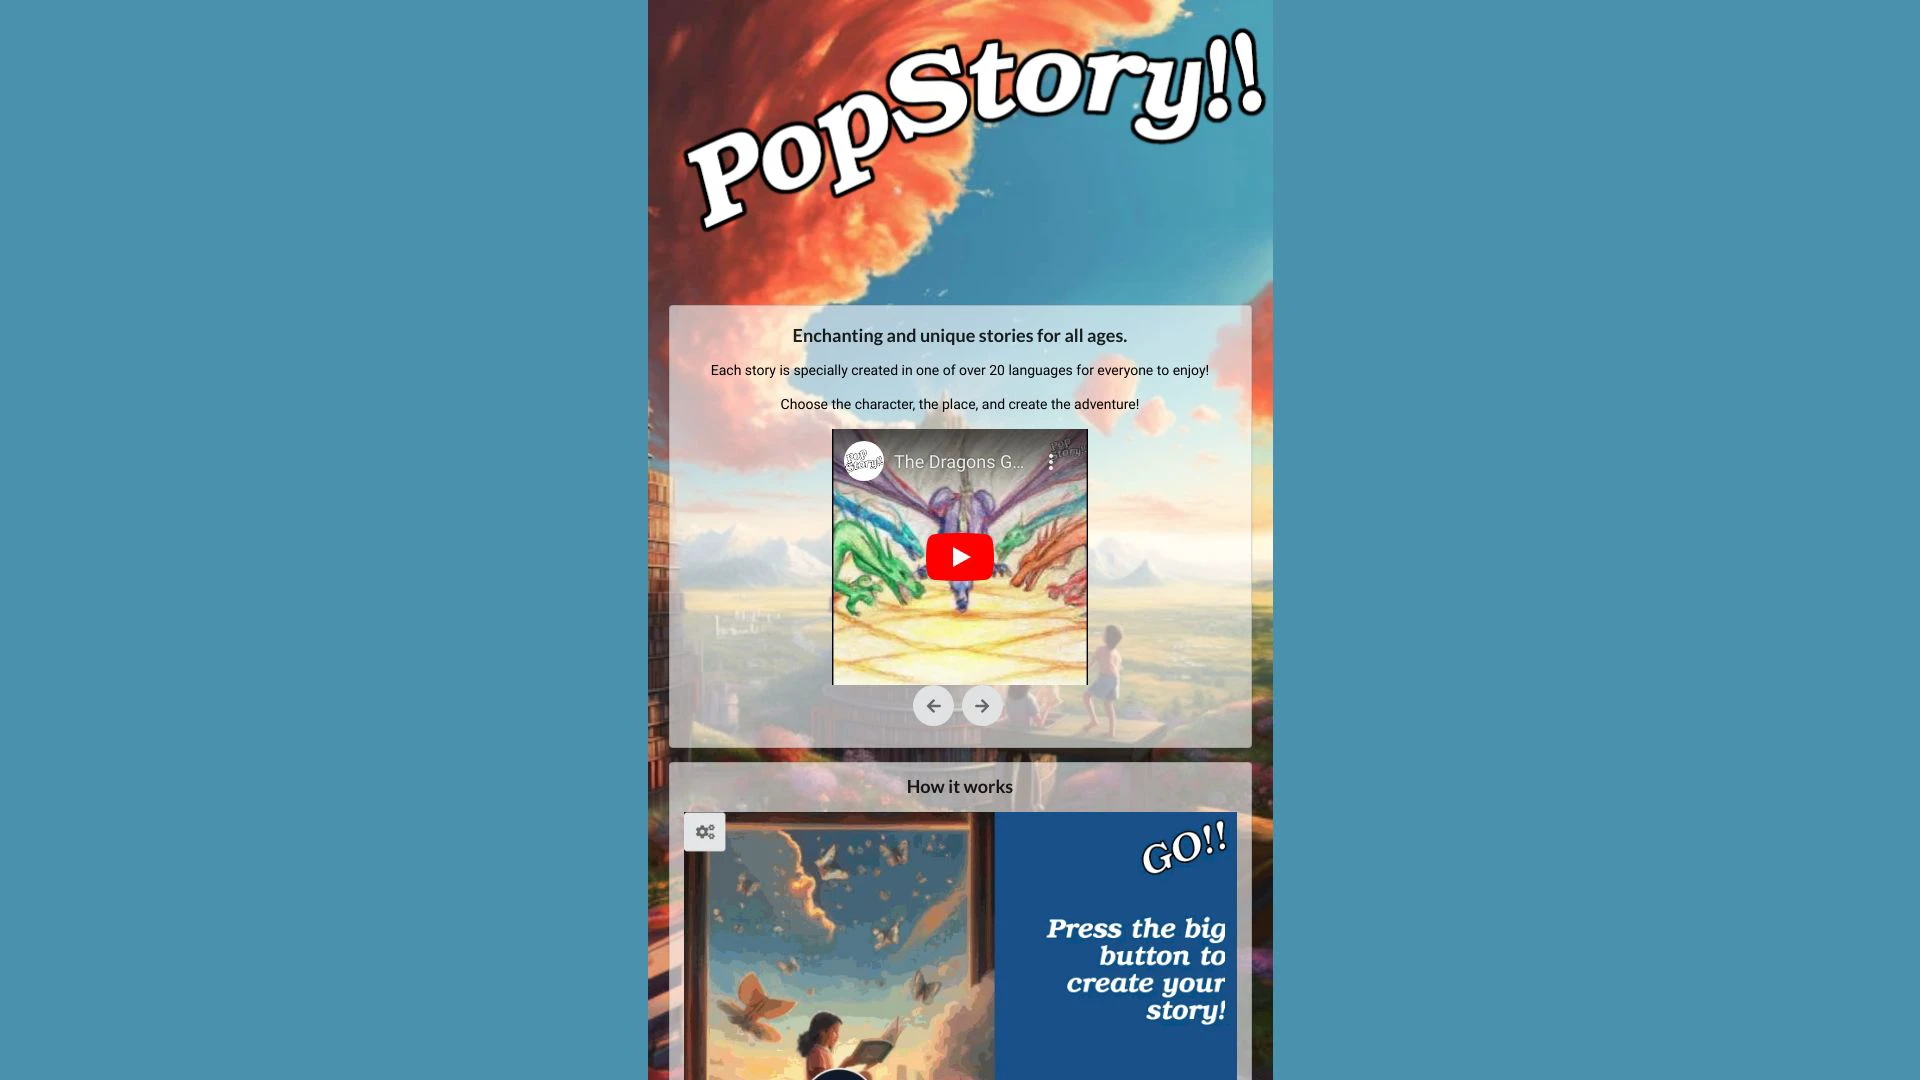 PopStory!!
Enchanting and unique stories for all ages.
Each story is specially created in one of over 20 languages for everyone to enjoy!
Choose the character, the place, and create the adventure!
Pop
Story!!
The Dragons G...
Pop
Story!!
How it works
GO!!
Press the big
button to
create your
story!